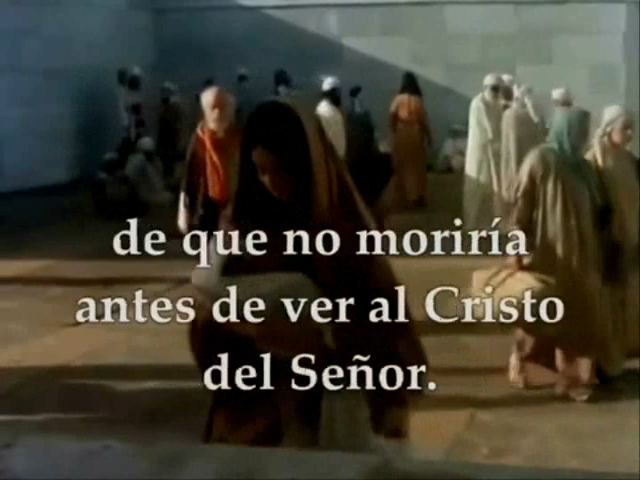 de que no moriría
antes de ver al Cristo
del Señor.